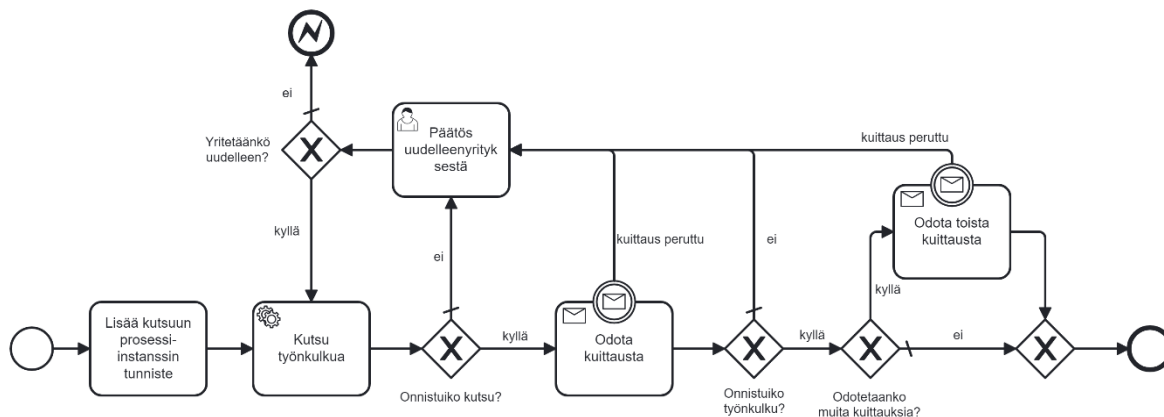 ei
Yritetäänkö
uudelleen?
Päätös
uudelleenyrityk
sestä
kuittaus peruttu
kyllä
ei
kuittaus peruttu
ei
Odota toista
kuittausta
kyllä
Lisää kutsuun
prosessi-
instanssin
tunniste
Kutsu
työnkulkua
kyllä
Odota
kuittausta
kyllä
ei
Onnistuiko kutsu?
Onnistuiko
työnkulku?
Odotetaanko
muita kuittauksia?